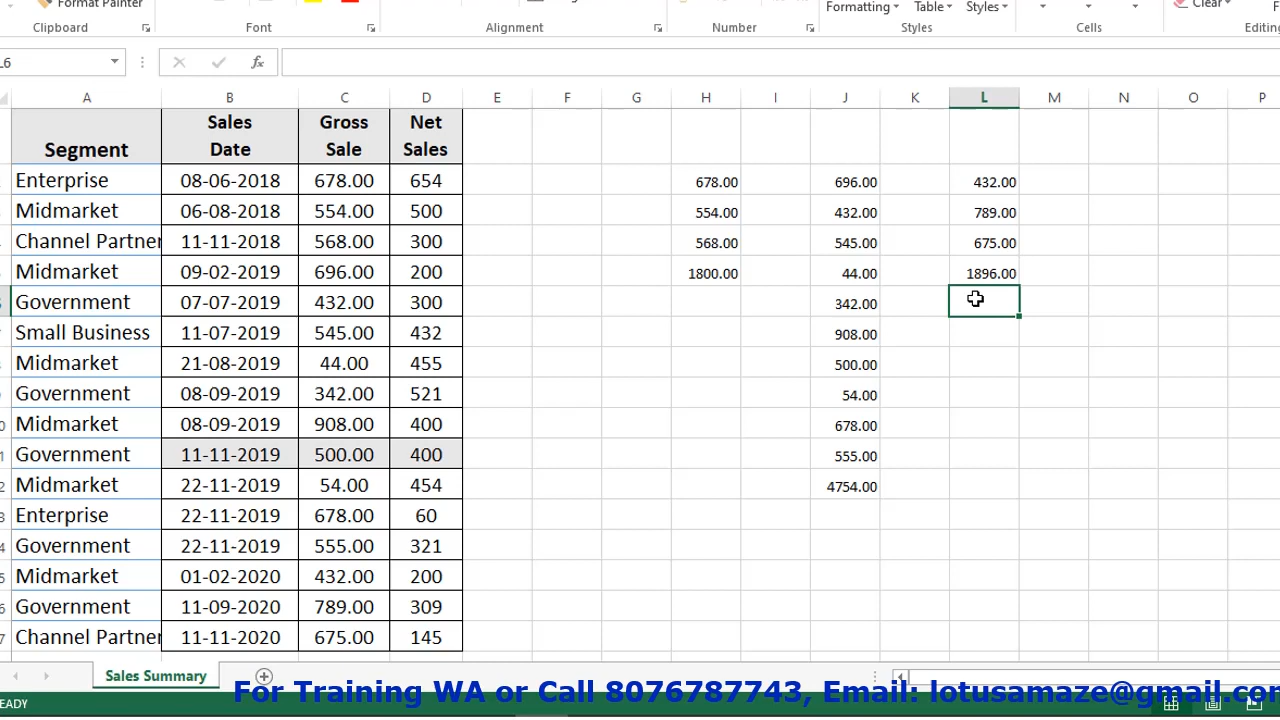 Format Painter
Formatting Table Styles Clear
Clipboard Font Alignment Number Styles Cells Editing
L6 fx
A B C D E F G H I J K L M N O P
Segment Sales Date Gross Sale Net Sales
Enterprise 08-06-2018 678.00 654 678.00 696.00 432.00
Midmarket 06-08-2018 554.00 500 554.00 432.00 789.00
Channel Partner 11-11-2018 568.00 300 568.00 545.00 675.00
Midmarket 09-02-2019 696.00 200 1800.00 44.00 1896.00
Government 07-07-2019 432.00 300 342.00
Small Business 11-07-2019 545.00 432 908.00
Midmarket 21-08-2019 44.00 455 500.00
Government 08-09-2019 342.00 521 54.00
Midmarket 08-09-2019 908.00 400 678.00
Government 11-11-2019 500.00 400 555.00
Midmarket 22-11-2019 54.00 454 4754.00
Enterprise 22-11-2019 678.00 60
Government 22-11-2019 555.00 321
Midmarket 01-02-2020 432.00 200
Government 11-09-2020 789.00 309
Channel Partner 11-11-2020 675.00 145
Sales Summary
For Training WA or Call 8076787743, Email: lotusamaze@gmail.co
READY